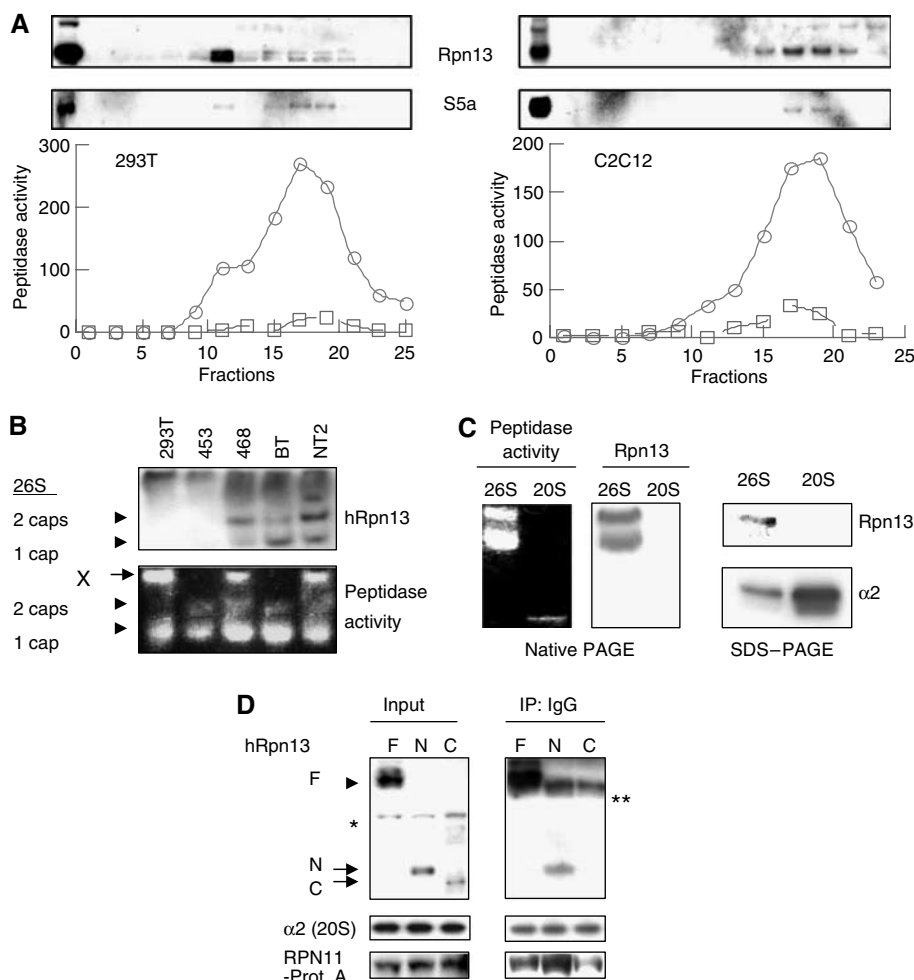 A
Rpn13
S5a
293T
Peptidase activity
300
200
100
0
0 5 10 15 20 25
Fractions
C2C12
Peptidase activity
200
150
100
50
0
0 5 10 15 20 25
Fractions
B
293T 453 468 BT NT2
26S
2 caps
1 cap
hRpn13
X
2 caps
1 cap
Peptidase
activity
C
Peptidase
activity
Rpn13
26S 20S 26S 20S
Native PAGE
26S 20S
Rpn13
α2
SDS–PAGE
D
Input IP: IgG
hRpn13 F N C F N C
F
*
**
N
C
α2 (20S)
RPN11
-Prot. A